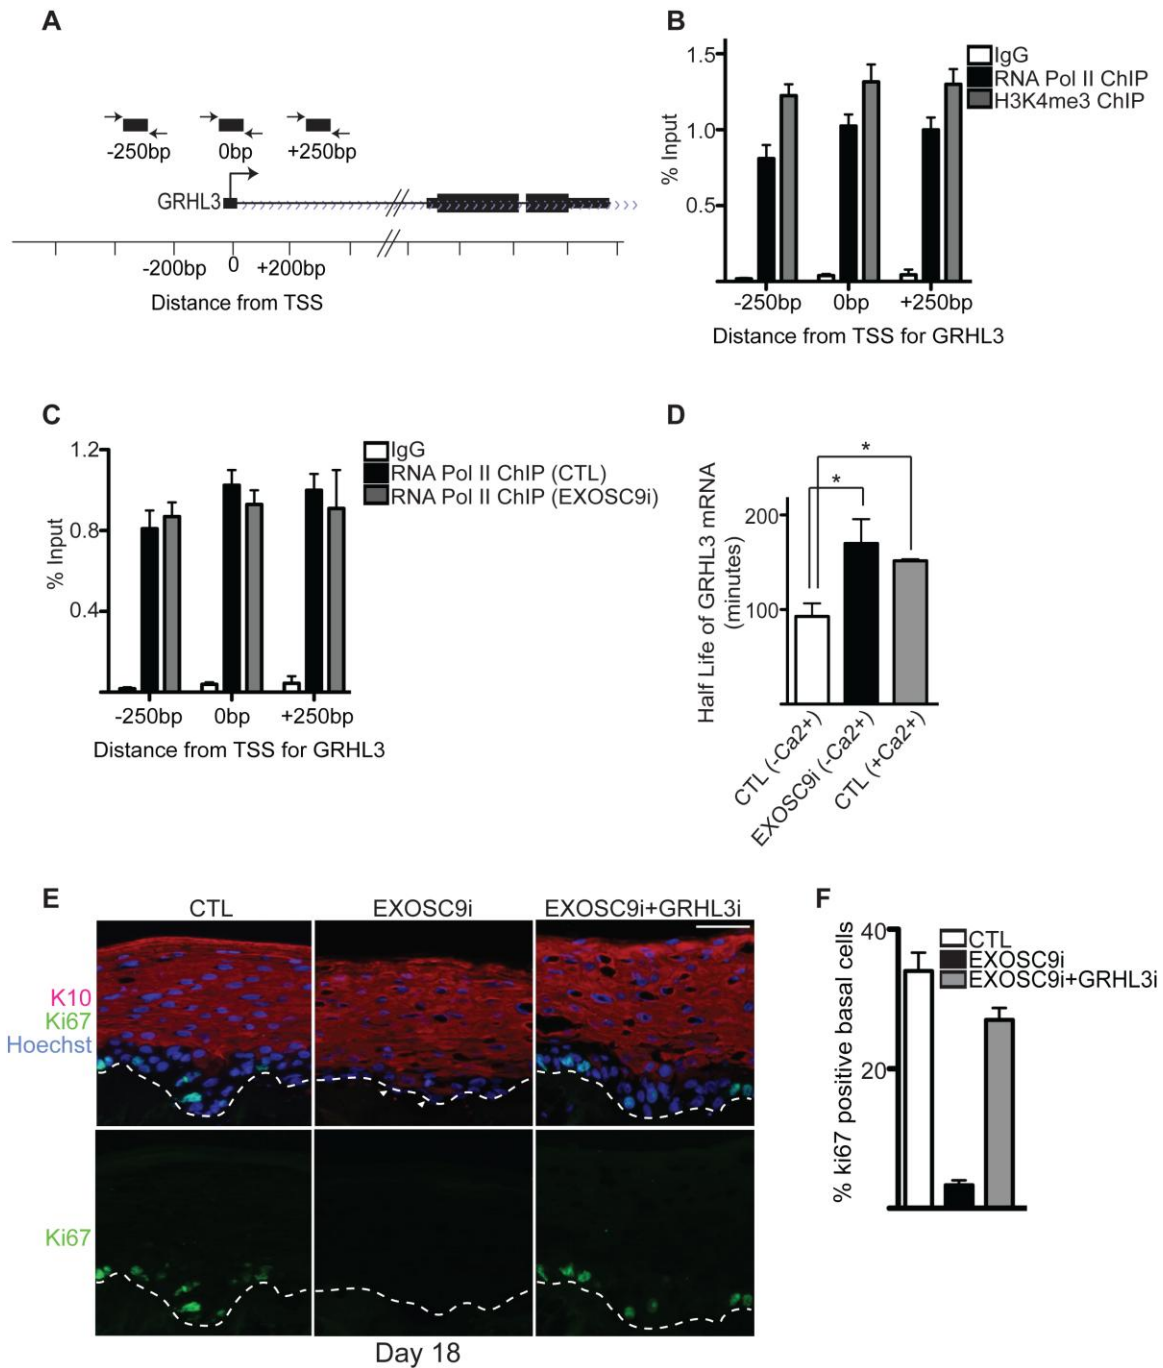 A
-250bp
0bp
+250bp
GRHL3
-200bp
0
+200bp
Distance from TSS
B
% Input
1.5
1.0
0.5
IgG
RNA Pol II ChIP
H3K4me3 ChIP
-250bp
0bp
+250bp
Distance from TSS for GRHL3
C
% Input
1.2
0.8
0.4
IgG
RNA Pol II ChIP (CTL)
RNA Pol II ChIP (EXOSC9i)
-250bp
0bp
+250bp
Distance from TSS for GRHL3
D
Half Life of GRHL3 mRNA
(minutes)
200
100
*
*
CTL (-Ca2+)
EXOSC9i (-Ca2+)
CTL (+Ca2+)
E
CTL
EXOSC9i
EXOSC9i+GRHL3i
K10
Ki67
Hoechst
Ki67
Day 18
F
% ki67 positive basal cells
40
20
CTL
EXOSC9i
EXOSC9i+GRHL3i